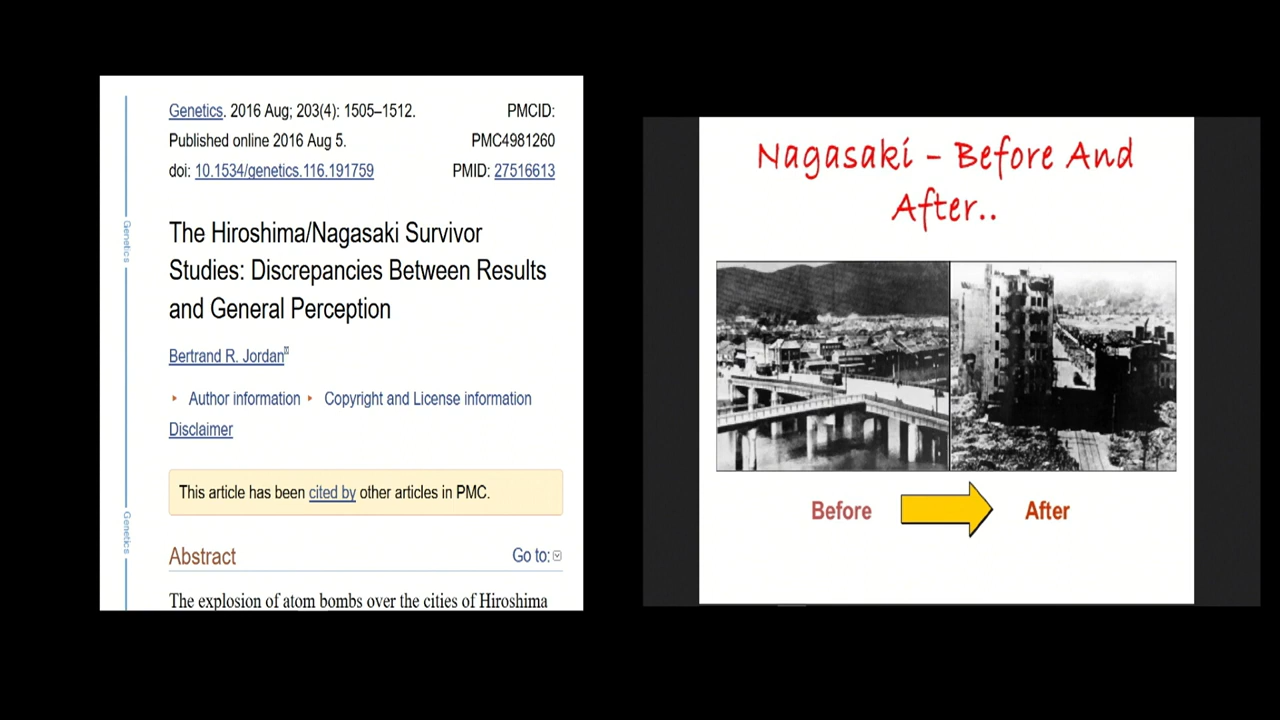 Genetics. 2016 Aug; 203(4): 1505–1512.
Published online 2016 Aug 5.
doi: 10.1534/genetics.116.191759
PMCID:
PMC4981260
PMID: 27516613
Genetics
Genetics
The Hiroshima/Nagasaki Survivor
Studies: Discrepancies Between Results
and General Perception
Bertrand R. Jordan
Author information
Copyright and License information
Disclaimer
This article has been cited by other articles in PMC.
Abstract
Go to:
The explosion of atom bombs over the cities of Hiroshima
Nagasaki – Before And
After..
Before
After